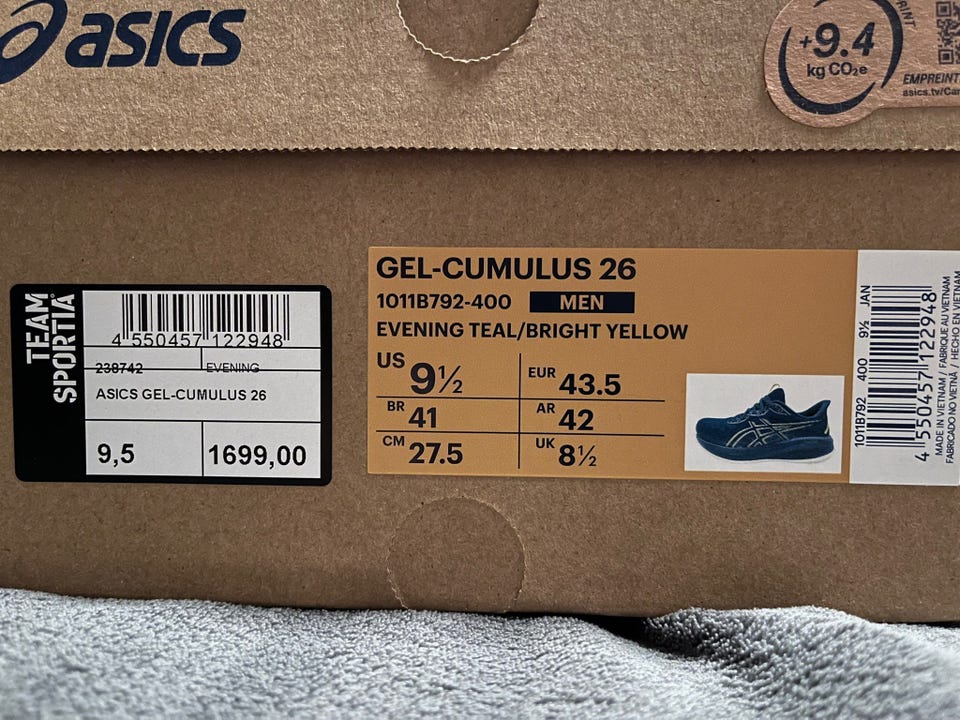 asics
+9.4
kg CO₂e
RINT
EMPREINT
asics.tv/Car
TEAM
SPORTIA
4 550457 122948
238742 EVENING
ASICS GEL-CUMULUS 26
9,5 1699,00
GEL-CUMULUS 26
1011B792-400 MEN
EVENING TEAL/BRIGHT YELLOW
US 9½ EUR 43.5
BR 41 AR 42
CM 27.5 UK 8½
1011B792 400 9½ JAN
4 550457 122948
MADE IN VIETNAM / FABRIQUÉ AU VIETNAM
FABRICADO NO VIETNÃ / HECHO EN VIETNAM